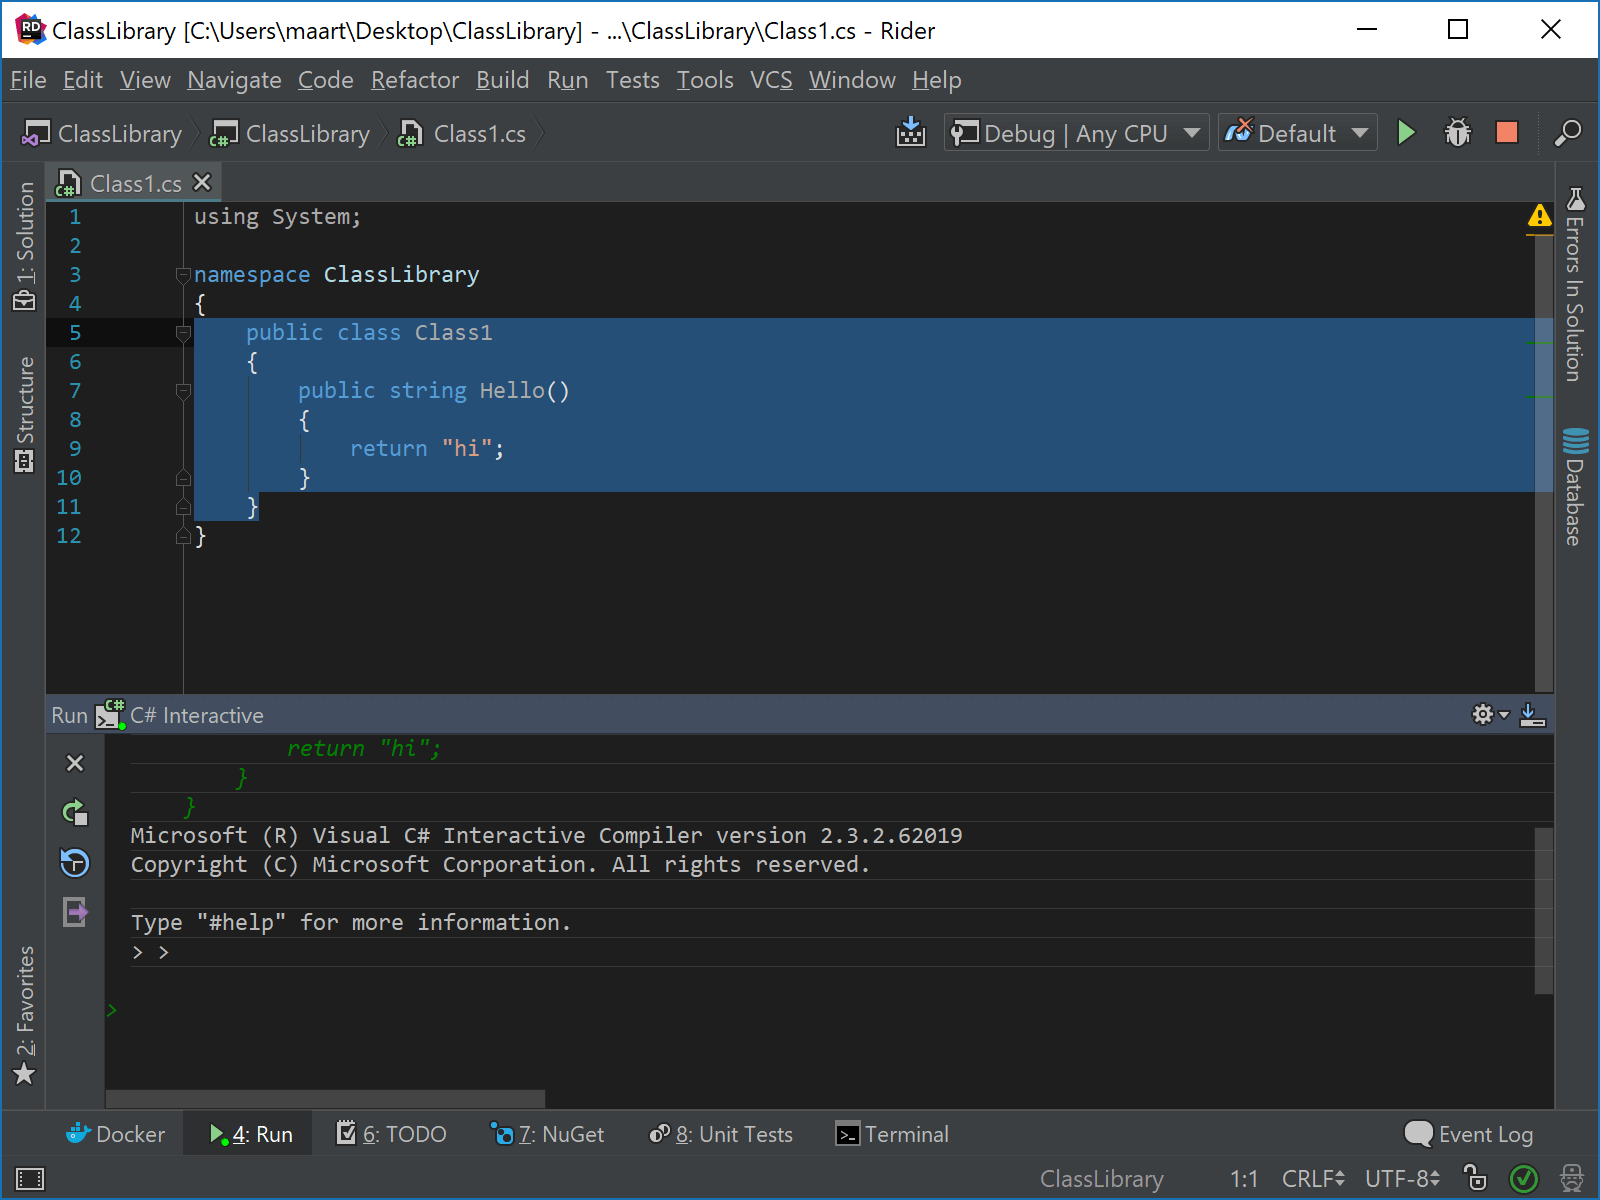 RD ClassLibrary [C:\Users\maart\Desktop\ClassLibrary] - ...\ClassLibrary\Class1.cs - Rider
File Edit View Navigate Code Refactor Build Run Tests Tools VCS Window Help
ClassLibrary C# ClassLibrary C# Class1.cs Debug | Any CPU Default
C# Class1.cs
1: Solution
Structure
2: Favorites
1 using System;
2
3 namespace ClassLibrary
4 {
5     public class Class1
6     {
7         public string Hello()
8         {
9             return "hi";
10         }
11     }
12 }
Errors In Solution
Database
Run C# C# Interactive
            return "hi";
        }
    }
Microsoft (R) Visual C# Interactive Compiler version 2.3.2.62019
Copyright (C) Microsoft Corporation. All rights reserved.
Type "#help" for more information.
> >
>
Docker 4: Run 6: TODO 7: NuGet 8: Unit Tests Terminal Event Log
ClassLibrary 1:1 CRLF UTF-8